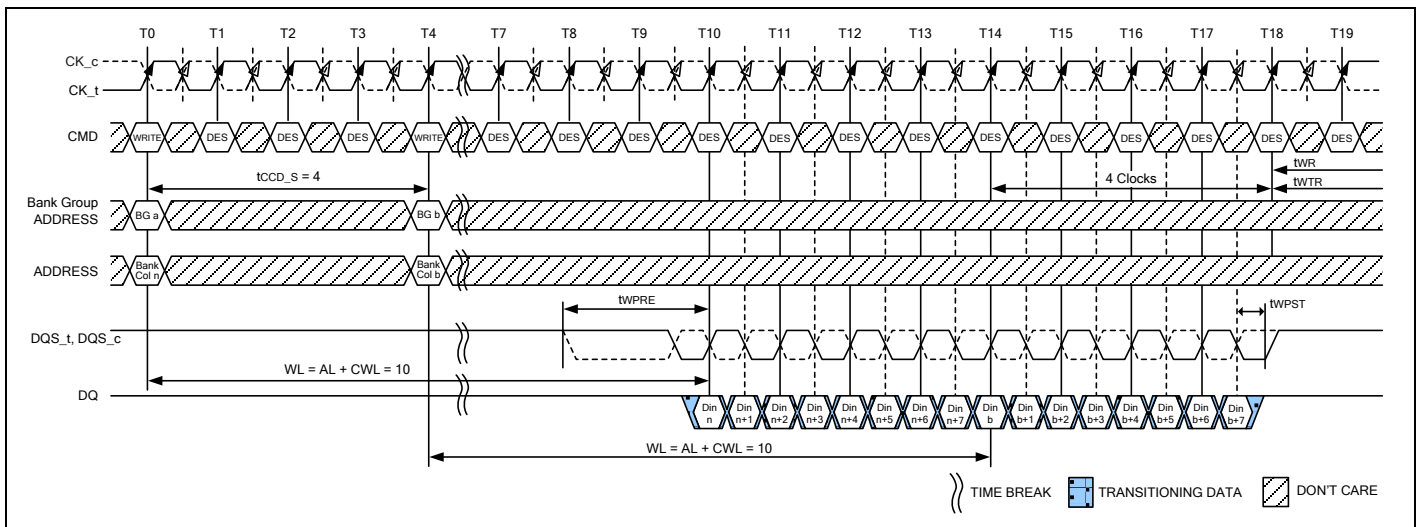 T0 T1 T2 T3 T4 T7 T8 T9 T10 T11 T12 T13 T14 T15 T16 T17 T18 T19
CK_c
CK_t
CMD WRITE DES DES DES WRITE DES DES DES DES DES DES DES DES DES DES DES DES DES
tCCD_S = 4 4 Clocks tWR
tWTR
Bank Group
ADDRESS BG a BG b
ADDRESS Bank Col n Bank Col b
tWPRE tWPST
DQS_t, DQS_c
WL = AL + CWL = 10
DQ Din n Din n+1 Din n+2 Din n+3 Din n+4 Din n+5 Din n+6 Din n+7 Din b Din b+1 Din b+2 Din b+3 Din b+4 Din b+5 Din b+6 Din b+7
WL = AL + CWL = 10
TIME BREAK TRANSITIONING DATA DON'T CARE